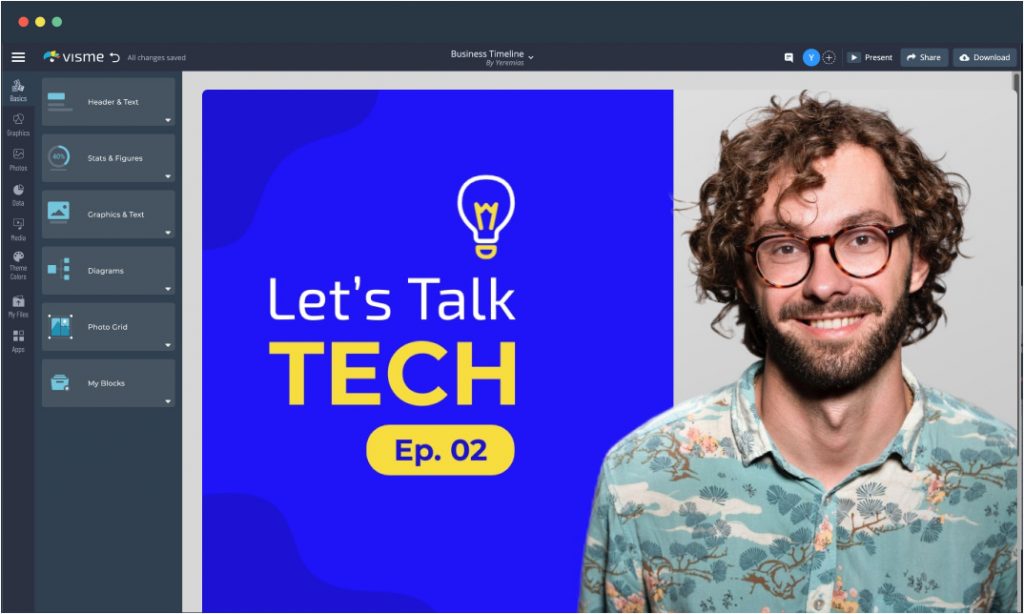 visme
All changes saved
Business Timeline
By Yeremias
Y
Present
Share
Download
Basics
Graphics
Photos
Data
Media
Theme
Colors
My Files
Apps
Header & Text
40%
Stats & Figures
Graphics & Text
Diagrams
Photo Grid
My Blocks
Let's Talk
TECH
Ep. 02